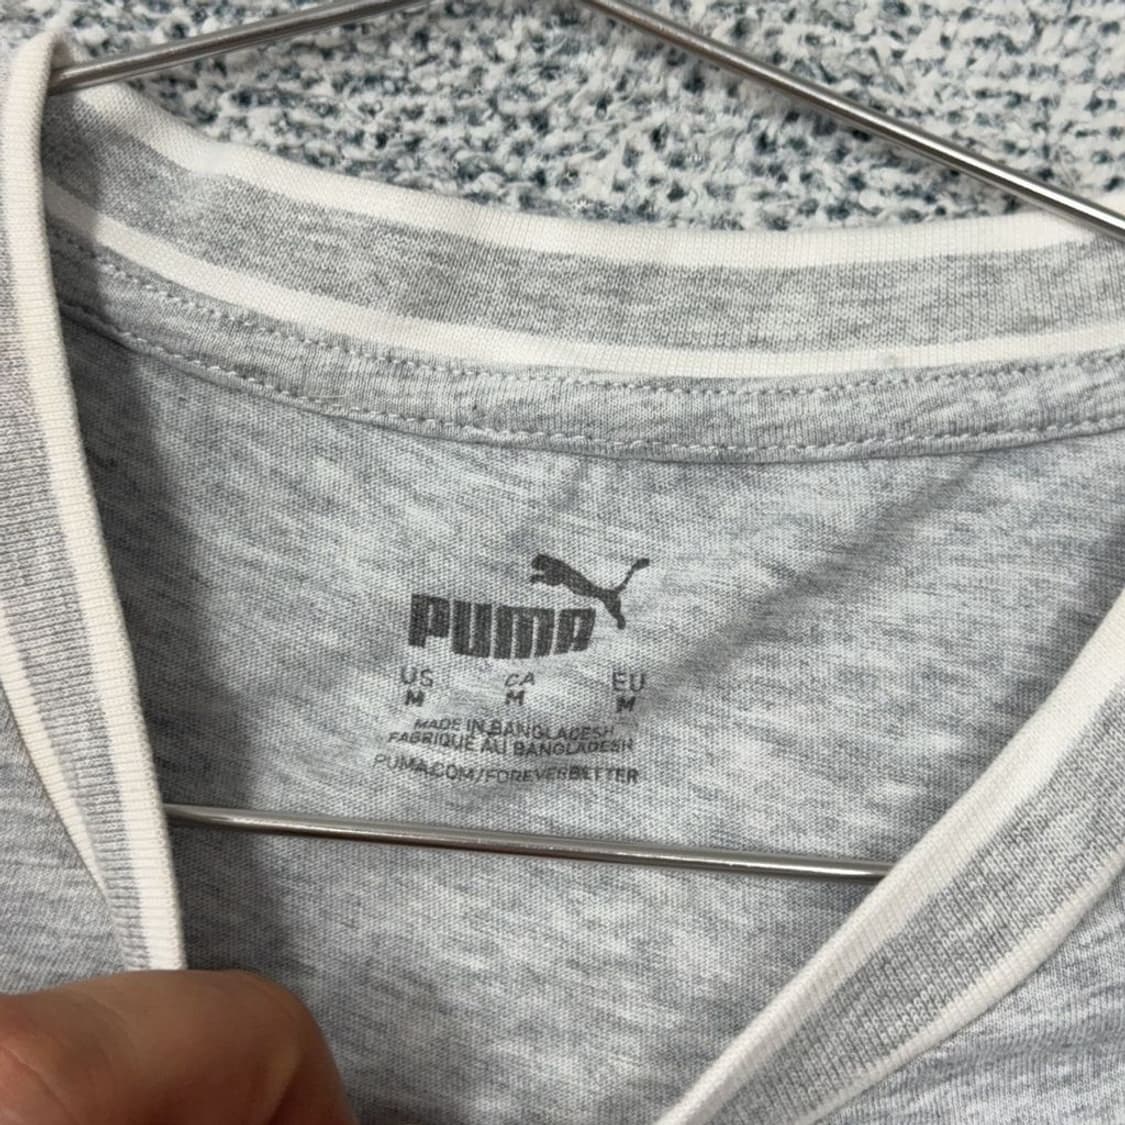 PUMA
US CA EU
M M M
MADE IN BANGLADESH
FABRIQUÉ AU BANGLADESH
PUMA.COM/FOREVERBETTER